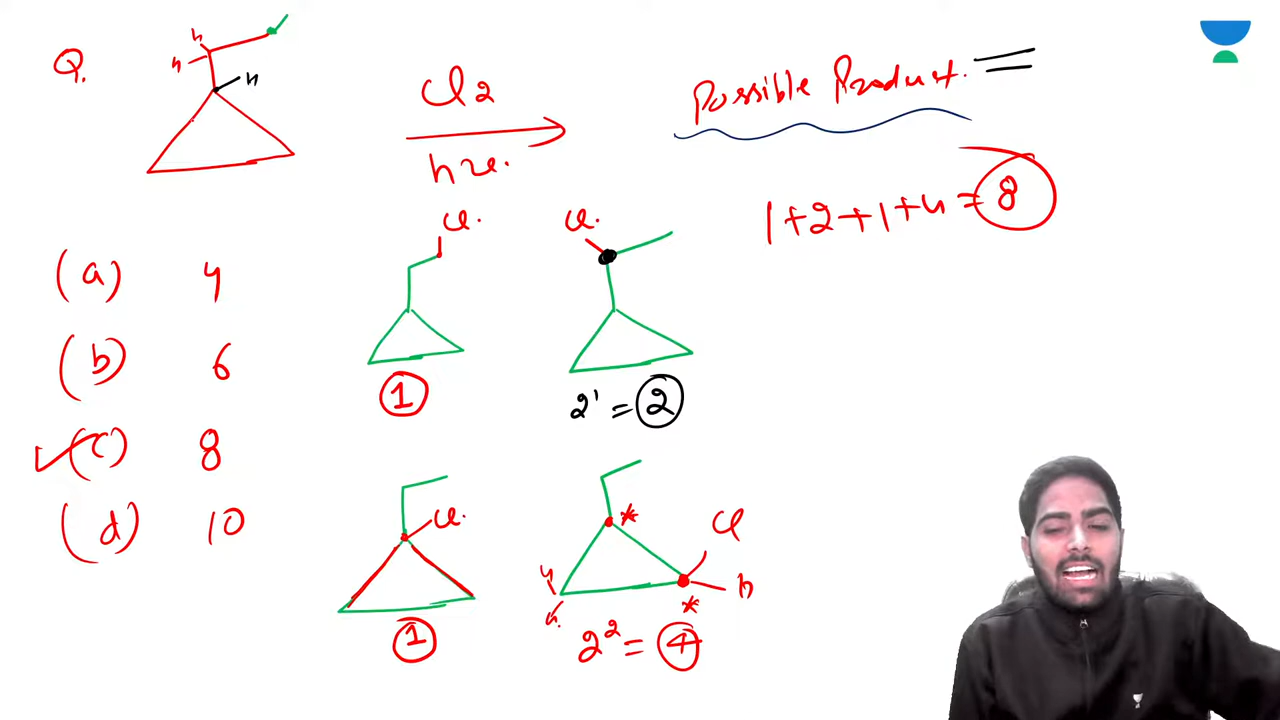 Q.
h
h
h
Cl2
hν.
Possible Product.
1+2+1+4=8
(a) 4
(b) 6
(c) 8
(d) 10
Cl.
1
Cl.
2¹ = 2
Cl.
1
*
Cl
h
*
h
h.
2² = 4